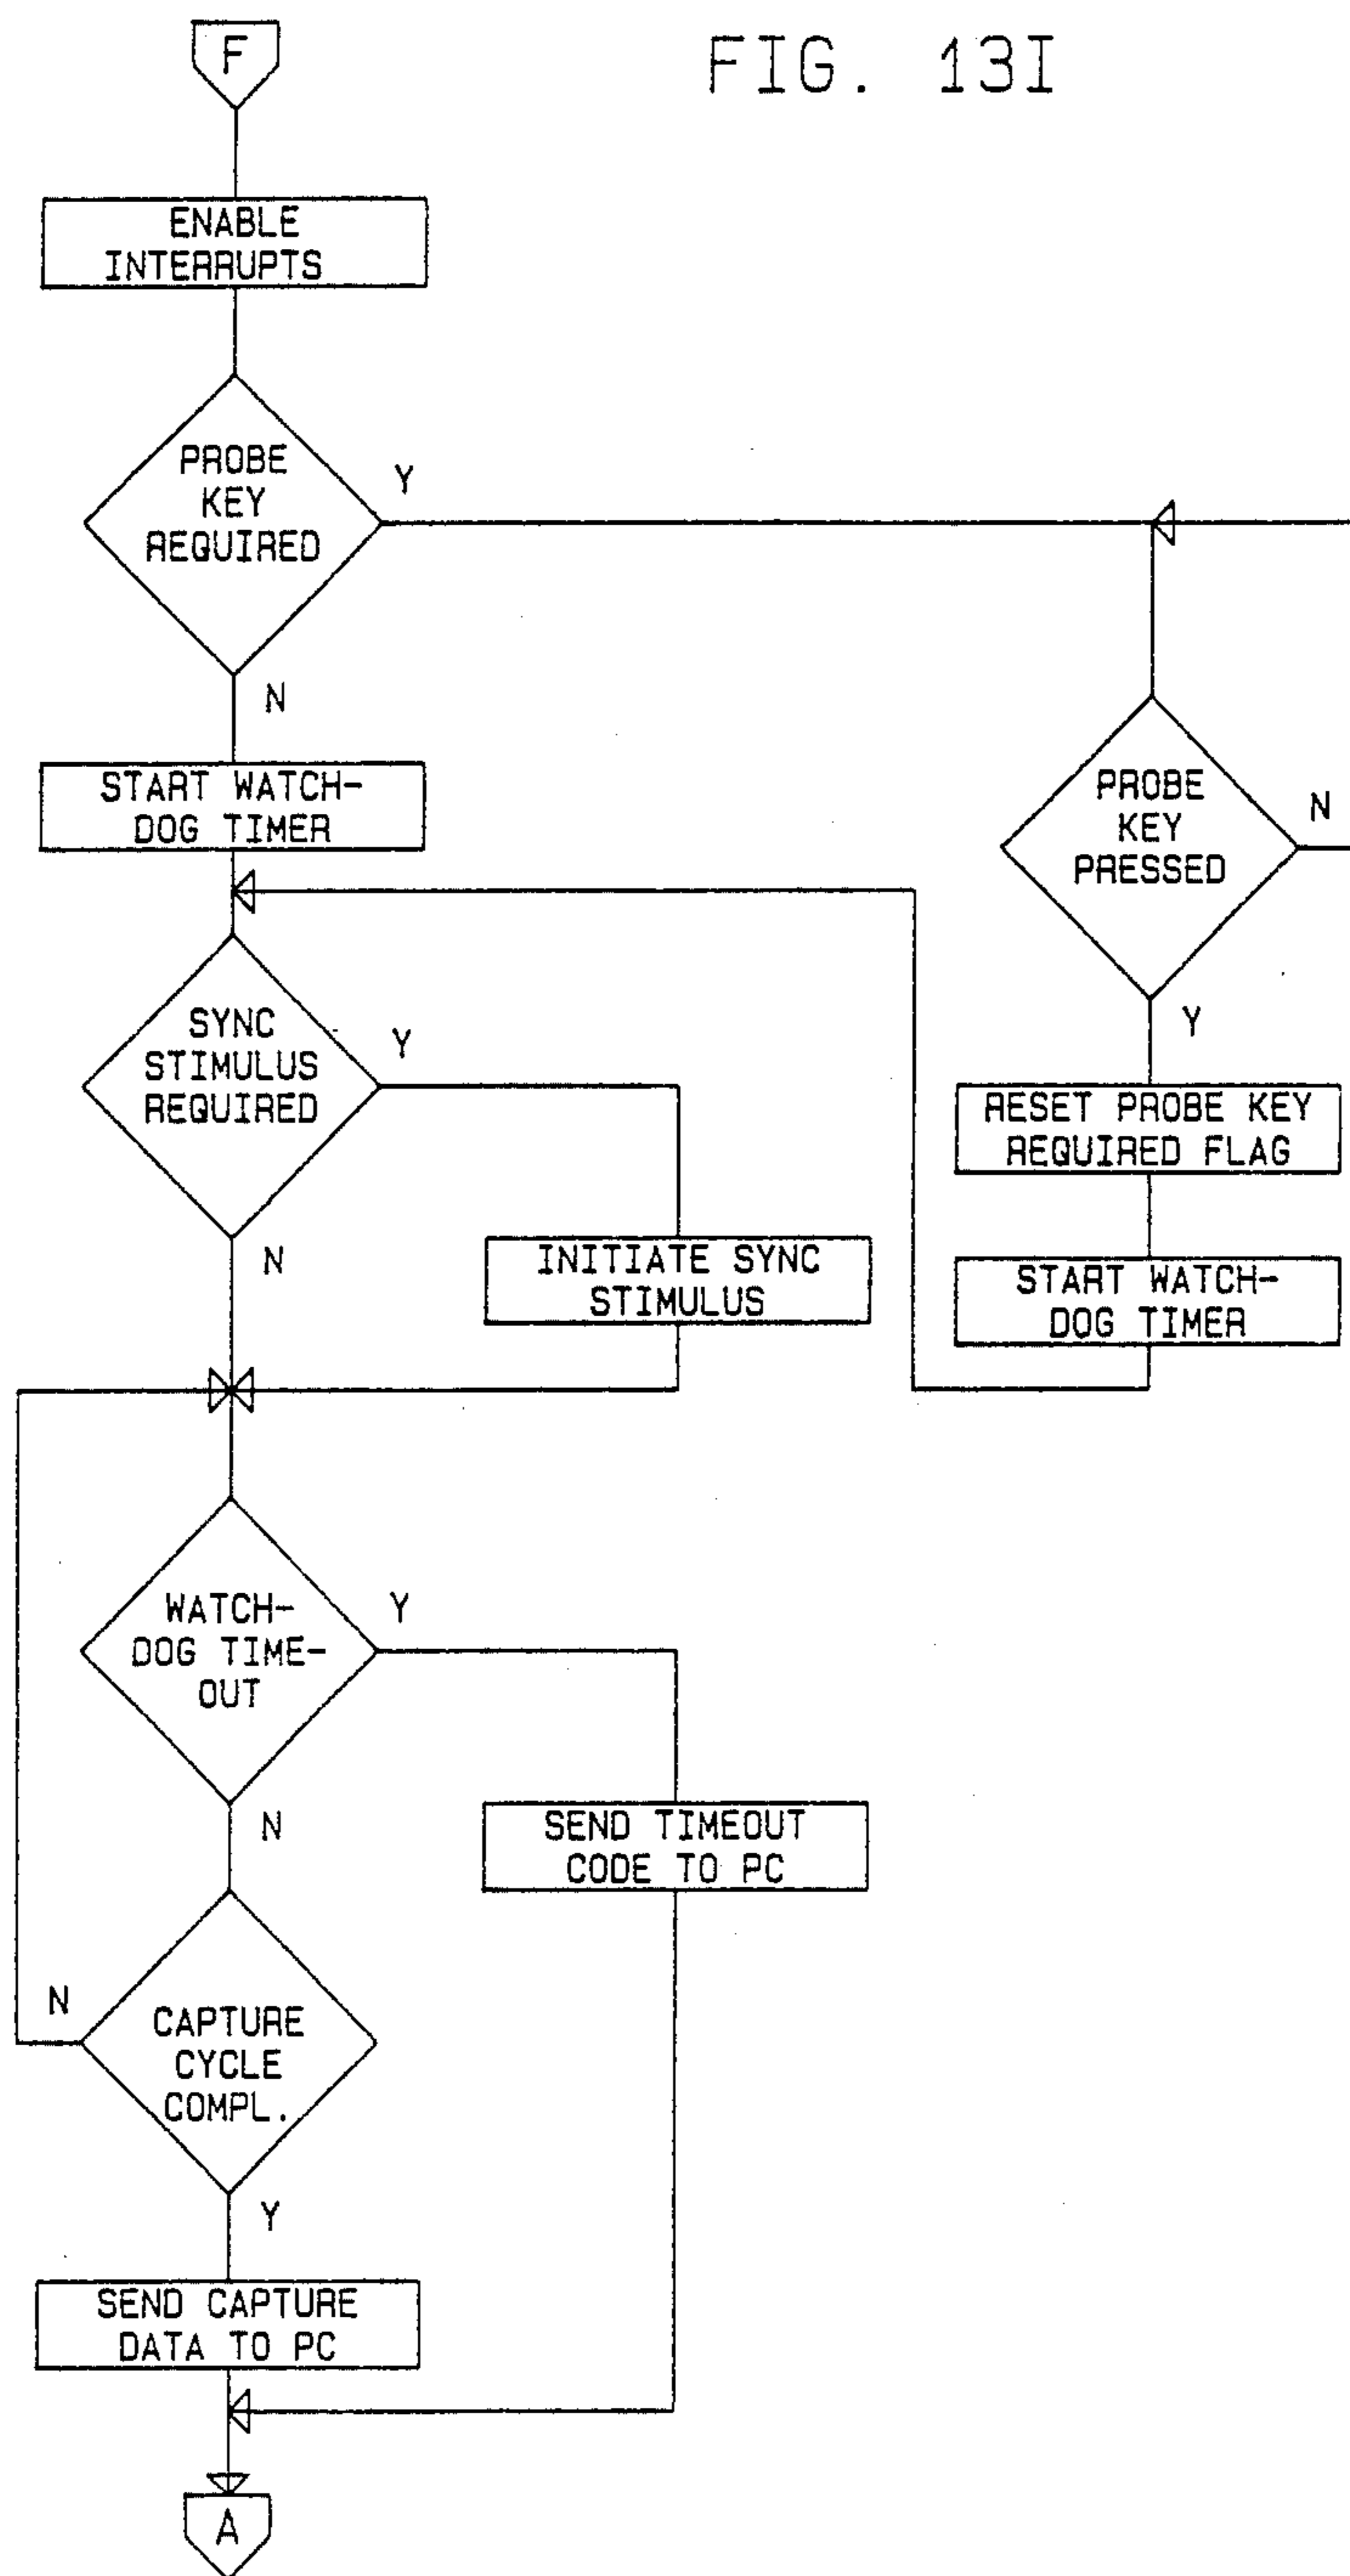 F
FIG. 13I
ENABLE
INTERRUPTS
PROBE
KEY
REQUIRED
Y
N
START WATCH-
DOG TIMER
PROBE
KEY
PRESSED
N
Y
RESET PROBE KEY
REQUIRED FLAG
START WATCH-
DOG TIMER
SYNC
STIMULUS
REQUIRED
Y
N
INITIATE SYNC
STIMULUS
WATCH-
DOG TIME-
OUT
Y
N
SEND TIMEOUT
CODE TO PC
CAPTURE
CYCLE
COMPL.
N
Y
SEND CAPTURE
DATA TO PC
A